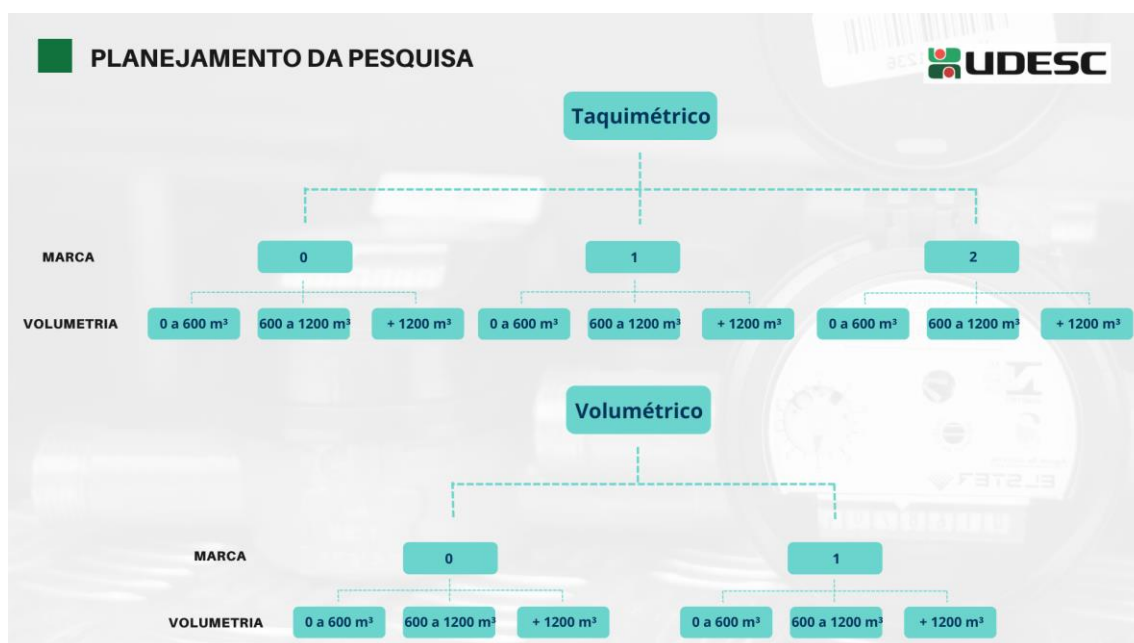 PLANEJAMENTO DA PESQUISA
UDESC
Taquimétrico
MARCA 0 1 2
VOLUMETRIA 0 a 600 m³ 600 a 1200 m³ + 1200 m³ 0 a 600 m³ 600 a 1200 m³ + 1200 m³ 0 a 600 m³ 600 a 1200 m³ + 1200 m³
Volumétrico
ELSTER
MARCA 0 1
VOLUMETRIA 0 a 600 m³ 600 a 1200 m³ + 1200 m³ 0 a 600 m³ 600 a 1200 m³ + 1200 m³